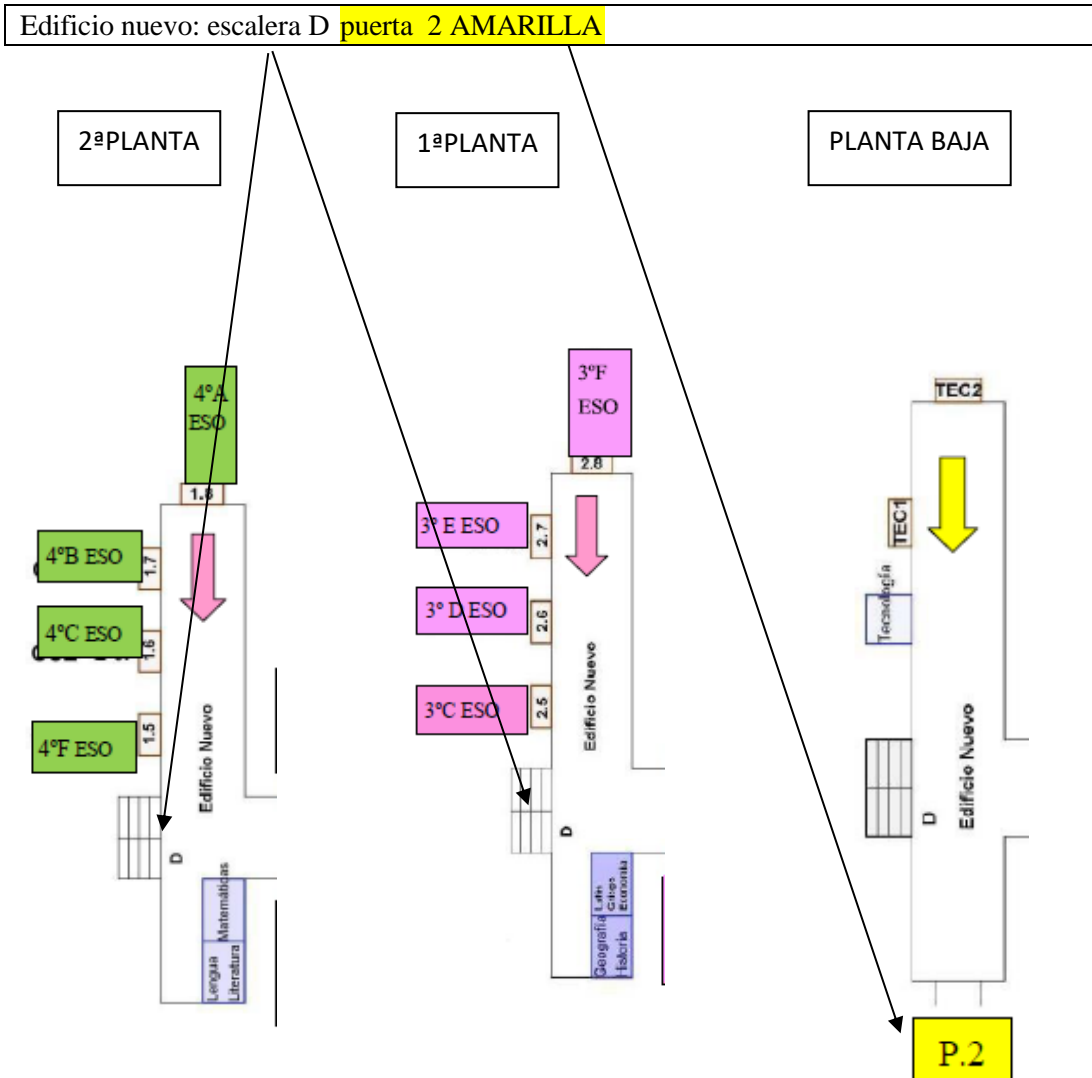 Edificio nuevo: escalera D puerta 2 AMARILLA
2ªPLANTA
1ªPLANTA
PLANTA BAJA
4ºA
ESO
1.8
4ºB ESO
1.7
4ºC ESO
1.6
4ºF ESO
1.5
Edificio Nuevo
D
Matemáticas
Lengua
Literatura
3ºF
ESO
2.8
3º E ESO
2.7
3º D ESO
2.6
3ºC ESO
2.5
Edificio Nuevo
D
Latín
Griego
Economía
Geografía
Historia
TEC2
TEC1
Tecnología
Edificio Nuevo
D
P.2